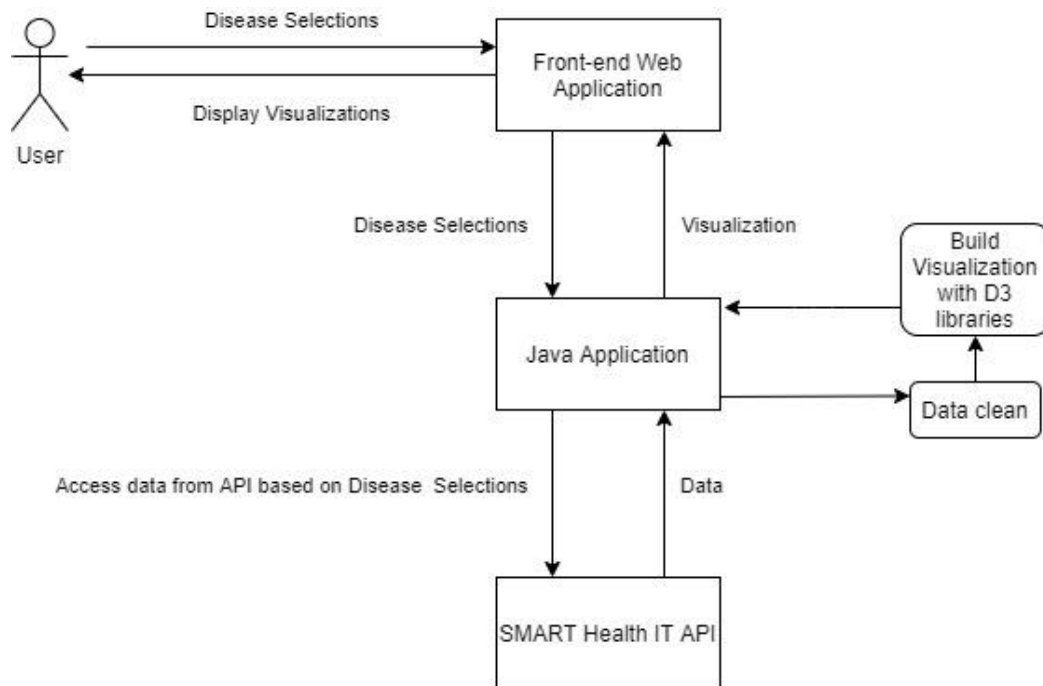 Disease Selections
Front-end Web
Application
Display Visualizations
User
Disease Selections
Visualization
Build
Visualization
with D3
libraries
Java Application
Data clean
Access data from API based on Disease Selections
Data
SMART Health IT API